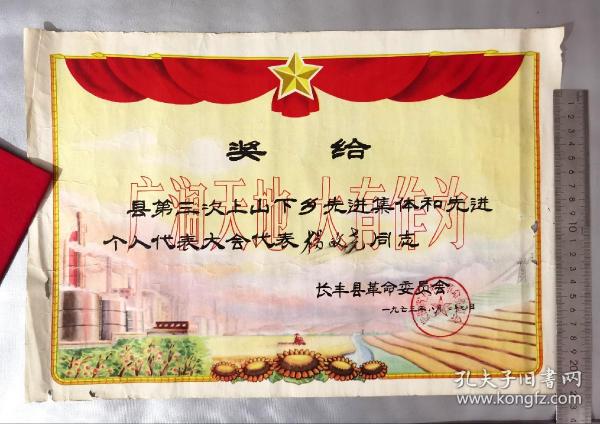 奖给
广阔天地 大有作为
县第三次上山下乡先进集体和先进
个人代表大会代表 同志
长丰县革命委员会
一九七三年八月 日
孔夫子旧书网
www.kongfz.com